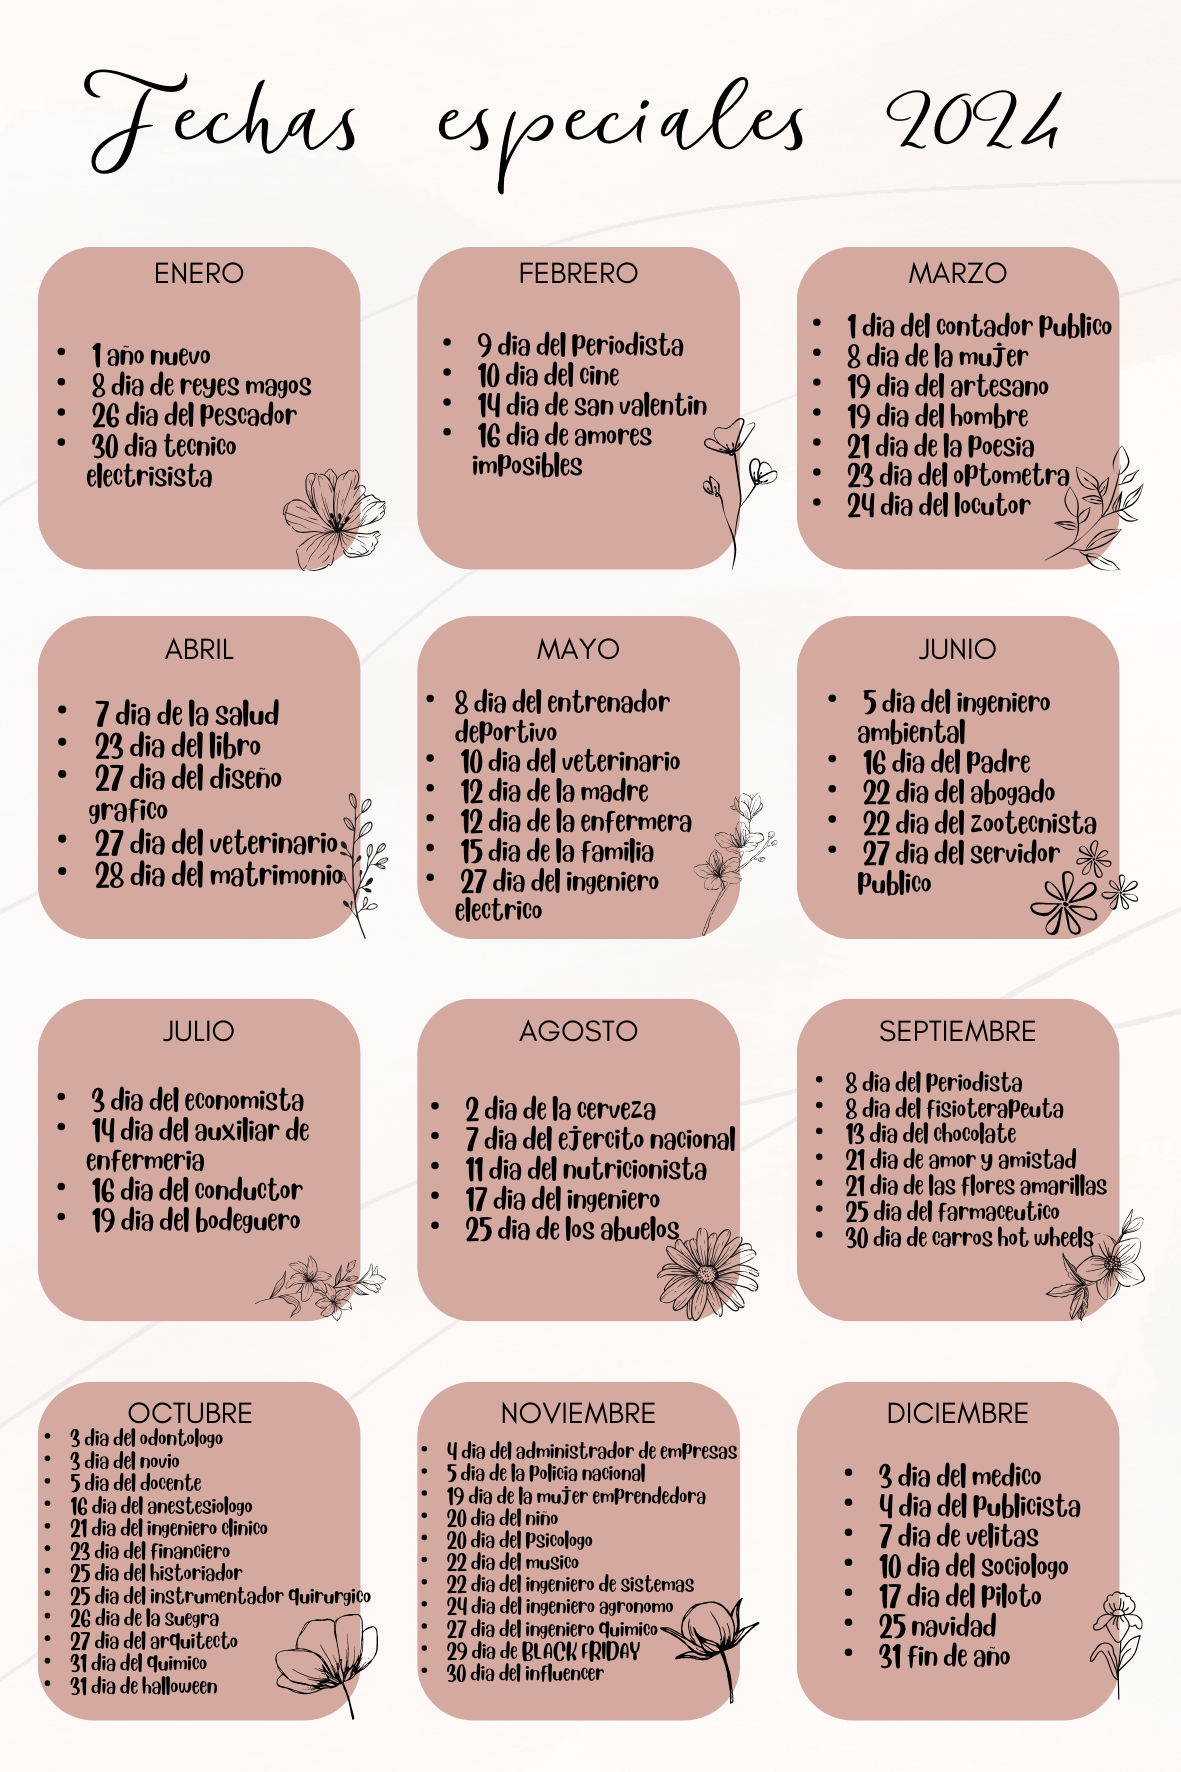 Fechas especiales 2024
ENERO
• 1 año nuevo
• 8 dia de reyes magos
• 26 dia del pescador
• 30 dia tecnico
electrisista
FEBRERO
• 9 dia del periodista
• 10 dia del cine
• 14 dia de san valentin
• 16 dia de amores
imposibles
MARZO
• 1 dia del contador publico
• 8 dia de la mujer
• 19 dia del artesano
• 19 dia del hombre
• 21 dia de la poesia
• 23 dia del optometra
• 24 dia del locutor
ABRIL
• 7 dia de la salud
• 23 dia del libro
• 27 dia del diseño
grafico
• 27 dia del veterinario
• 28 dia del matrimonio
MAYO
• 8 dia del entrenador
deportivo
• 10 dia del veterinario
• 12 dia de la madre
• 12 dia de la enfermera
• 15 dia de la familia
• 27 dia del ingeniero
electrico
JUNIO
• 5 dia del ingeniero
ambiental
• 16 dia del padre
• 22 dia del abogado
• 22 dia del zootecnista
• 27 dia del servidor
publico
JULIO
• 3 dia del economista
• 14 dia del auxiliar de
enfermeria
• 16 dia del conductor
• 19 dia del bodeguero
AGOSTO
• 2 dia de la cerveza
• 7 dia del ejercito nacional
• 11 dia del nutricionista
• 17 dia del ingeniero
• 25 dia de los abuelos
SEPTIEMBRE
• 8 dia del periodista
• 8 dia del fisioterapeuta
• 13 dia del chocolate
• 21 dia de amor y amistad
• 21 dia de las flores amarillas
• 25 dia del farmaceutico
• 30 dia de carros hot wheels
OCTUBRE
• 3 dia del odontologo
• 3 dia del novio
• 5 dia del docente
• 16 dia del anestesiologo
• 21 dia del ingeniero clinico
• 23 dia del financiero
• 25 dia del historiador
• 25 dia del instrumentador quirurgico
• 26 dia de la suegra
• 27 dia del arquitecto
• 31 dia del quimico
• 31 dia de halloween
NOVIEMBRE
• 4 dia del administrador de empresas
• 5 dia de la policia nacional
• 19 dia de la mujer emprendedora
• 20 dia del niño
• 20 dia del psicologo
• 22 dia del musico
• 22 dia del ingeniero de sistemas
• 24 dia del ingeniero agronomo
• 27 dia del ingeniero quimico
• 29 dia de BLACK FRIDAY
• 30 dia del influencer
DICIEMBRE
• 3 dia del medico
• 4 dia del publicista
• 7 dia de velitas
• 10 dia del sociologo
• 17 dia del piloto
• 25 navidad
• 31 fin de año